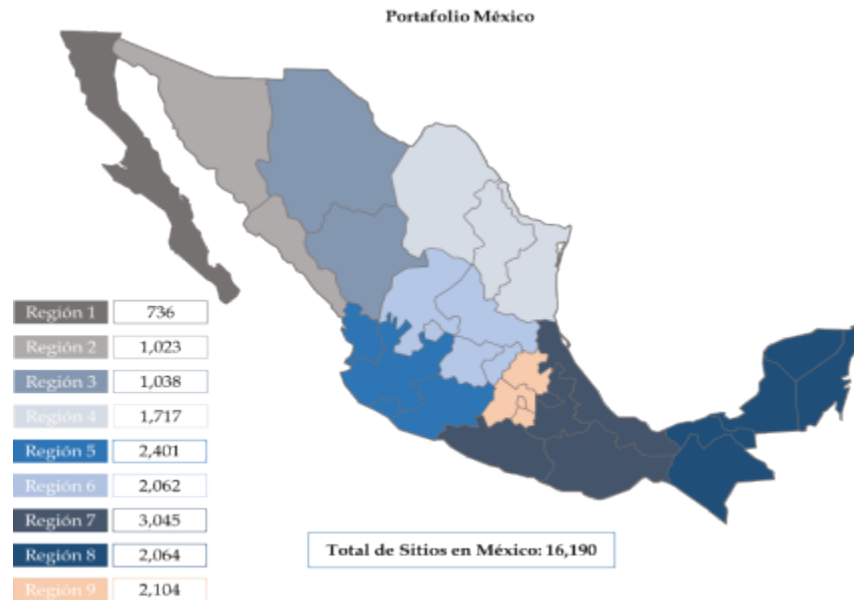 Portafolio México
Región 1 736
Región 2 1,023
Región 3 1,038
Región 4 1,717
Región 5 2,401
Región 6 2,062
Región 7 3,045
Región 8 2,064
Región 9 2,104
Total de Sitios en México: 16,190